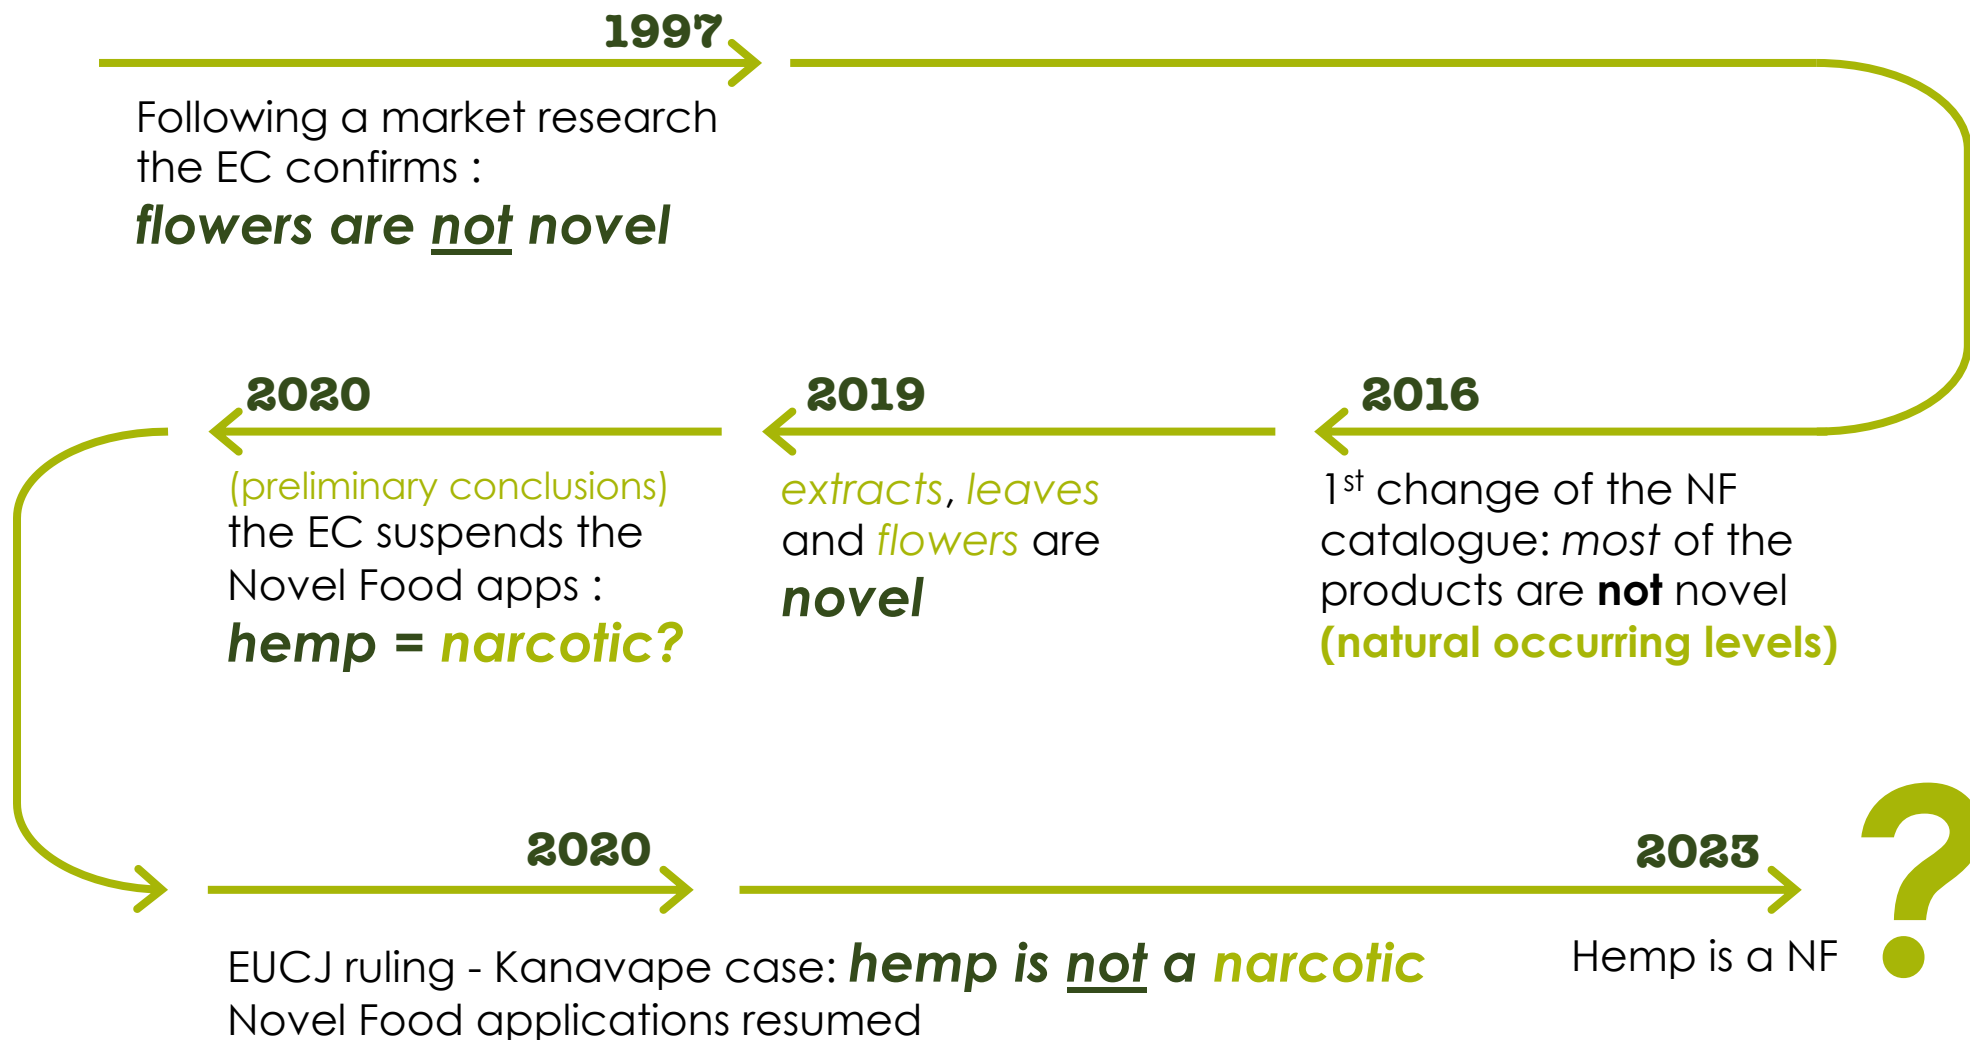 1997
Following a market research
the EC confirms :
flowers are not novel
2016
1st change of the NF
catalogue: most of the
products are not novel
(natural occurring levels)
2019
extracts, leaves
and flowers are
novel
2020
(preliminary conclusions)
the EC suspends the
Novel Food apps :
hemp = narcotic?
2020
EUCJ ruling - Kanavape case: hemp is not a narcotic
Novel Food applications resumed
2023
Hemp is a NF
?